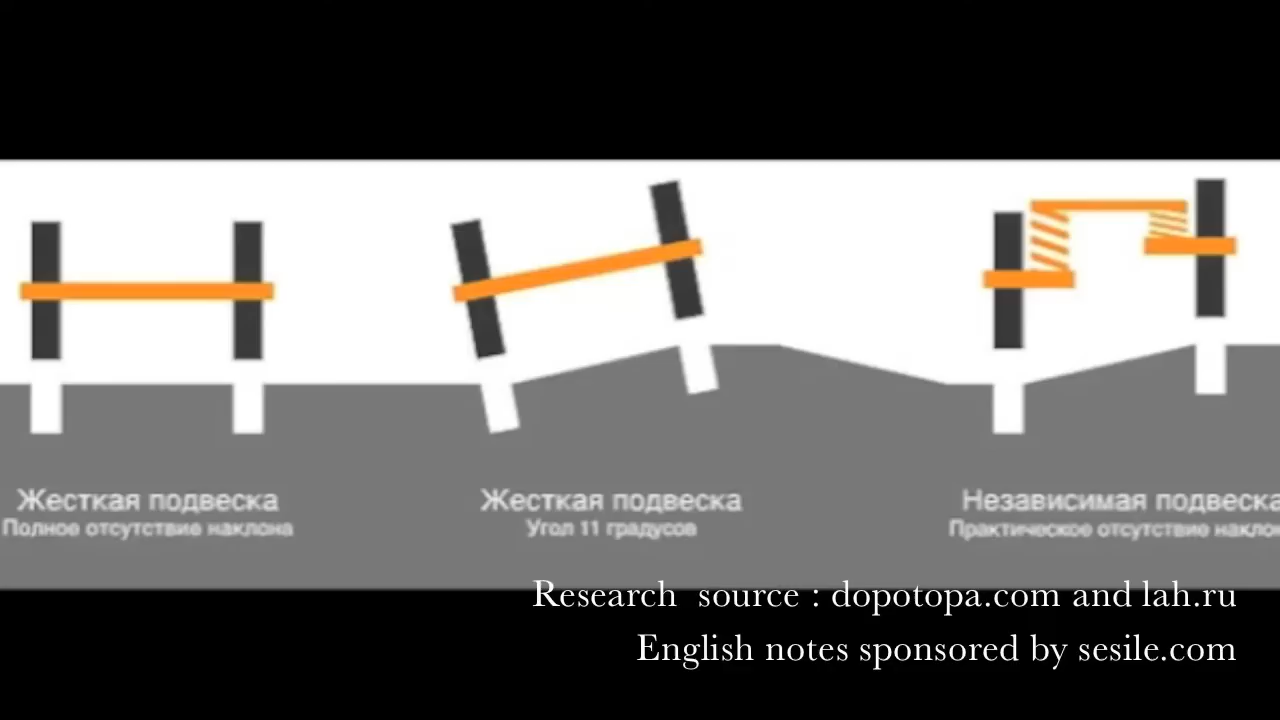 Жесткая подвеска
Полное отсутствие наклона
Жесткая подвеска
Угол 11 градусов
Независимая подвеска
Практическое отсутствие накло
Research source : dopotopa.com and lah.ru
English notes sponsored by sesile.com